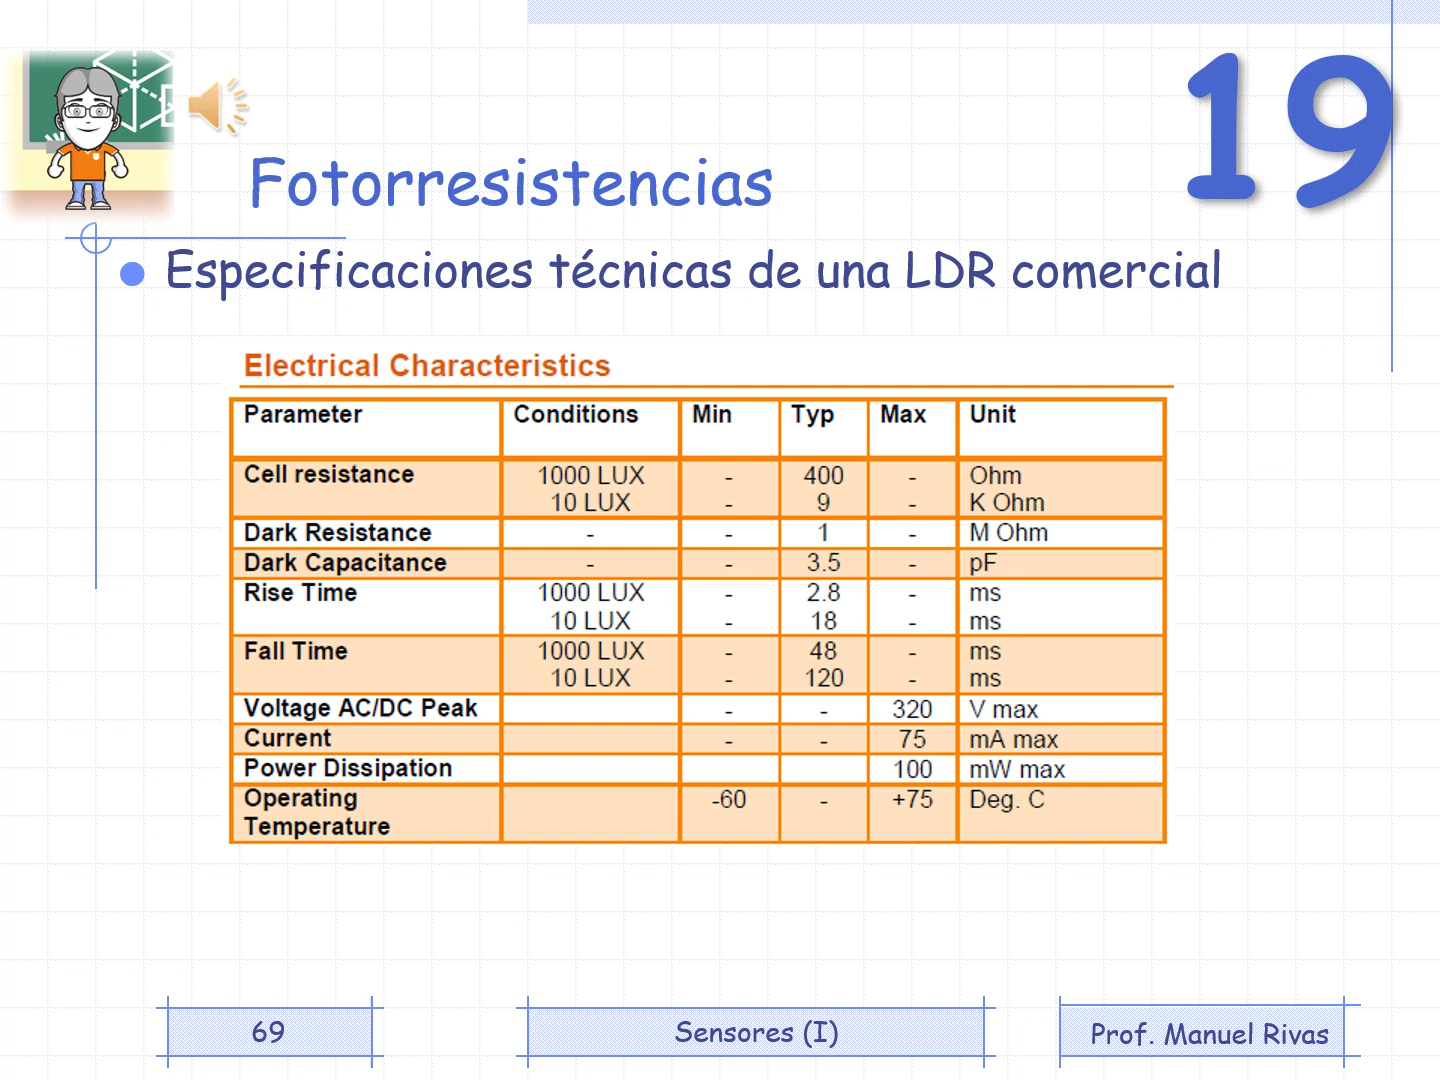 19
Fotorresistencias
Especificaciones técnicas de una LDR comercial
Electrical Characteristics
Parameter Conditions Min Typ Max Unit
Cell resistance 1000 LUX - 400 - Ohm
10 LUX - 9 - K Ohm
Dark Resistance - - 1 - M Ohm
Dark Capacitance - - 3.5 - pF
Rise Time 1000 LUX - 2.8 - ms
10 LUX - 18 - ms
Fall Time 1000 LUX - 48 - ms
10 LUX - 120 - ms
Voltage AC/DC Peak - - 320 V max
Current - - 75 mA max
Power Dissipation 100 mW max
Operating -60 - +75 Deg. C
Temperature
69 Sensores (I) Prof. Manuel Rivas